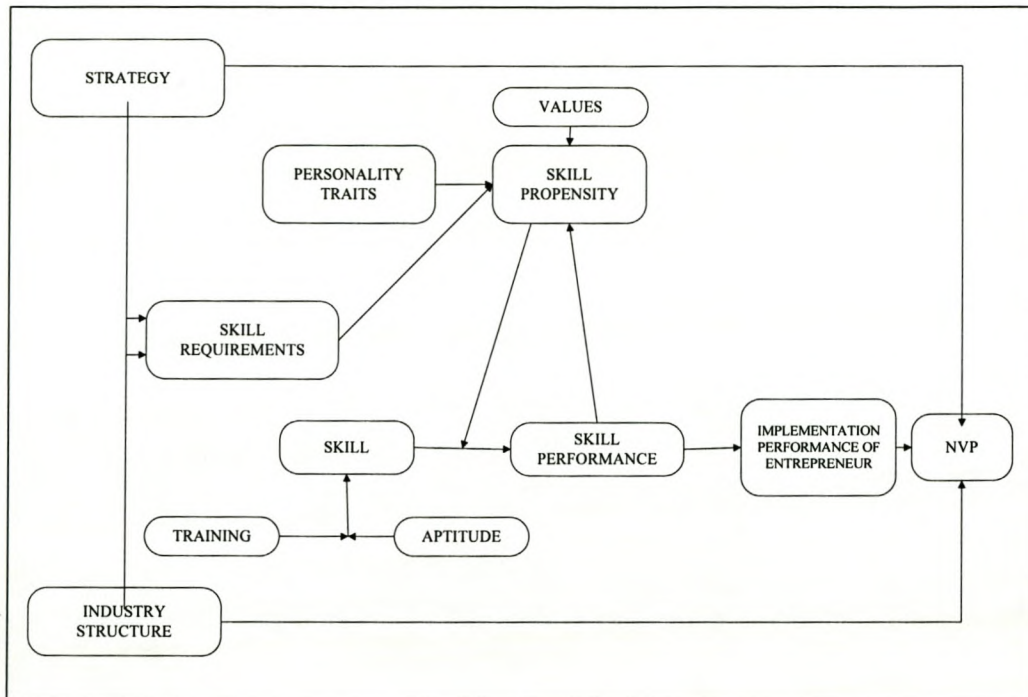 STRATEGY
VALUES
PERSONALITY
TRAITS
SKILL
PROPENSITY
SKILL
REQUIREMENTS
SKILL
SKILL
PERFORMANCE
IMPLEMENTATION
PERFORMANCE OF
ENTREPRENEUR
NVP
TRAINING
APTITUDE
INDUSTRY
STRUCTURE